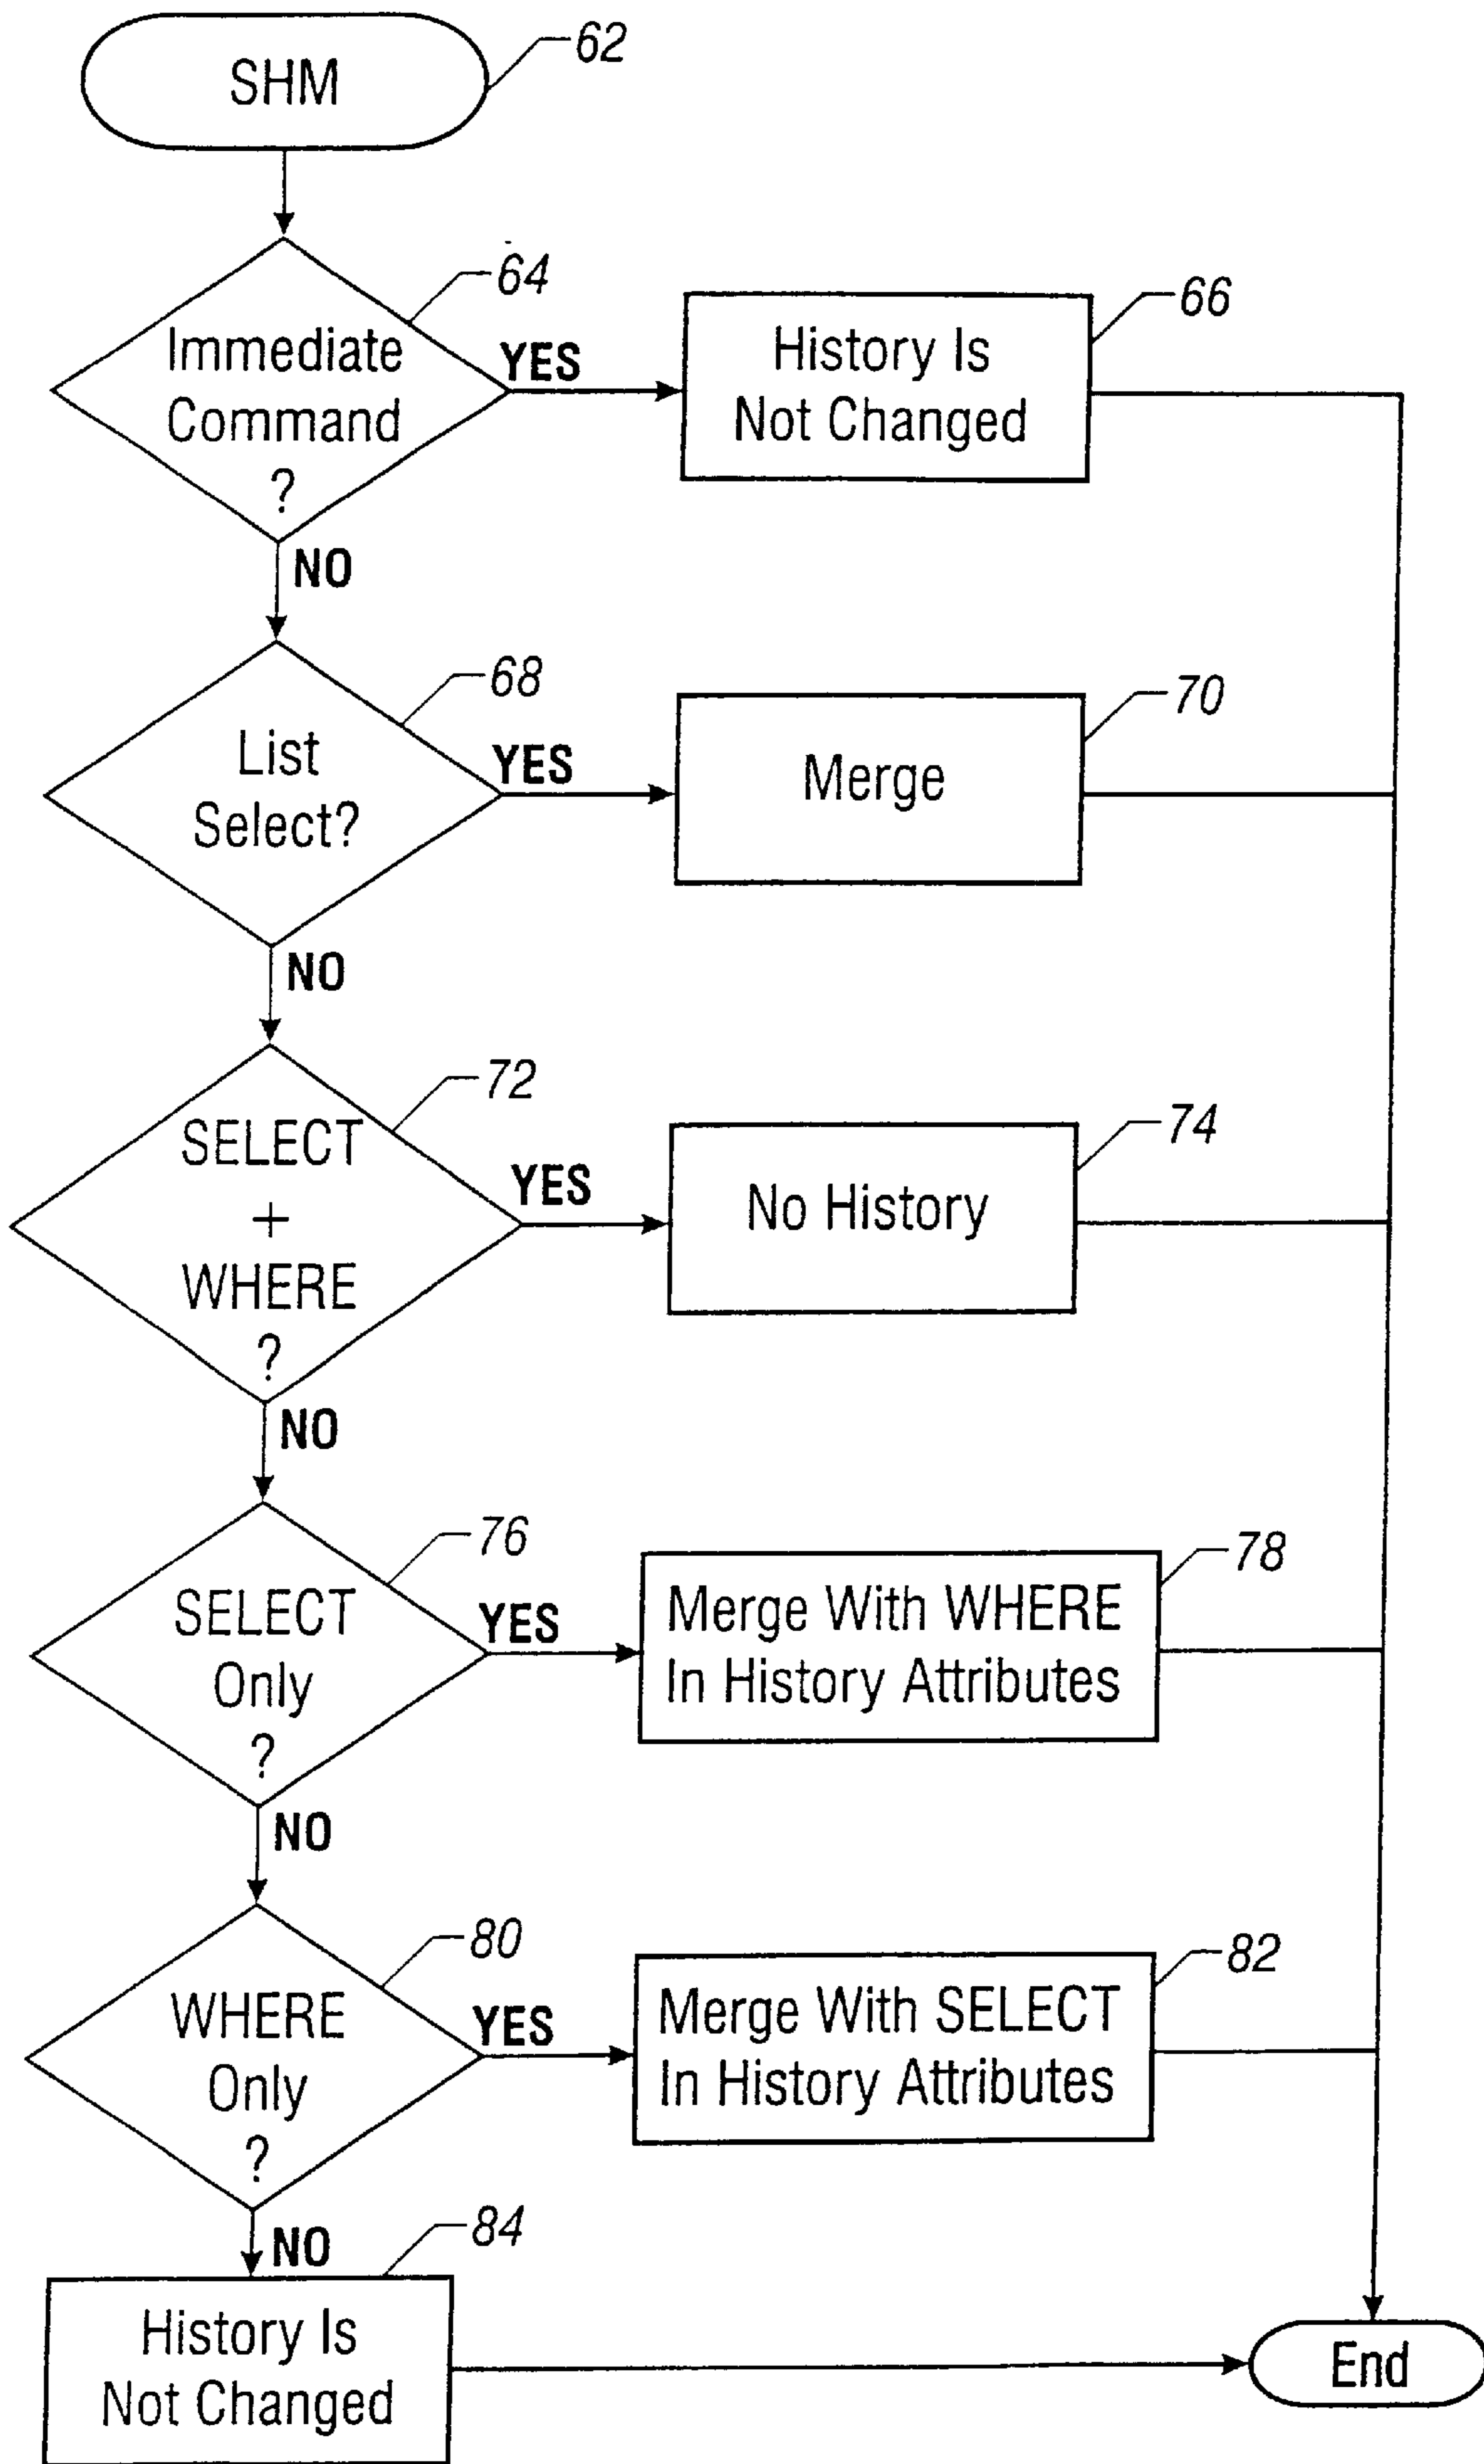 SHM
62
64
Immediate
Command
?
YES
History Is
Not Changed
66
NO
68
List
Select?
YES
Merge
70
NO
72
SELECT
+
WHERE
?
YES
No History
74
NO
76
SELECT
Only
?
YES
Merge With WHERE
In History Attributes
78
NO
80
WHERE
Only
?
YES
Merge With SELECT
In History Attributes
82
NO
84
History Is
Not Changed
End